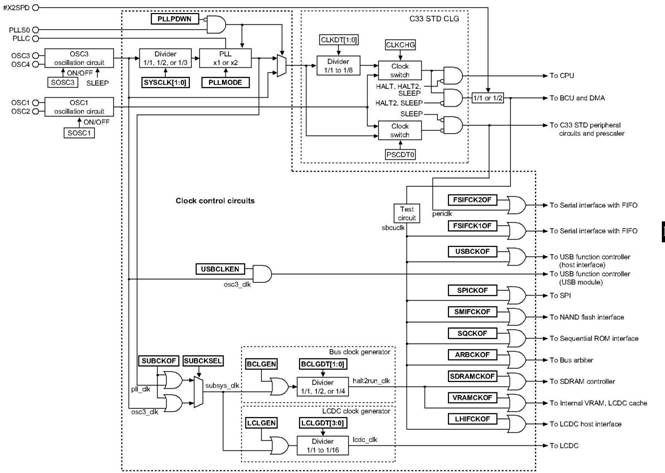 #X2SPD
PLLS0
PLLC
PLLPDWN
C33 STD CLG
OSC3
OSC4
OSC3
oscillation circuit
ON/OFF
SOSC3
SLEEP
Divider
1/1, 1/2, or 1/3
SYSCLK[1:0]
PLL
x1 or x2
PLLMODE
CLKDT[1:0]
Divider
1/1 to 1/8
CLKCHG
Clock
switch
HALT, HALT2,
SLEEP
HALT2, SLEEP
SLEEP
Clock
switch
PSCDT0
1/1 or 1/2
To CPU
To BCU and DMA
To C33 STD peripheral
circuits and prescaler
OSC1
OSC2
OSC1
oscillation circuit
ON/OFF
SOSC1
Clock control circuits
Test
circuit
sbcuclk
periclk
FSIFCK2OF
To Serial interface with FIFO
FSIFCK1OF
To Serial interface with FIFO
USBCKOF
To USB function controller
(host interface)
USBCLKEN
osc3_clk
To USB function controller
(USB module)
SPICKOF
To SPI
SMIFCKOF
To NAND flash interface
SQCKOF
To Sequential ROM interface
ARBCKOF
To Bus arbiter
SDRAMCKOF
To SDRAM controller
VRAMCKOF
To Internal VRAM, LCDC cache
LHIFCKOF
To LCDC host interface
To LCDC
SUBCKOF
SUBCKSEL
pll_clk
osc3_clk
subsys_clk
Bus clock generator
BCLGEN
BCLGDT[1:0]
Divider
1/1, 1/2, or 1/4
halt2run_clk
LCDC clock generator
LCLGEN
LCLGDT[3:0]
Divider
1/1 to 1/16
lcdc_clk